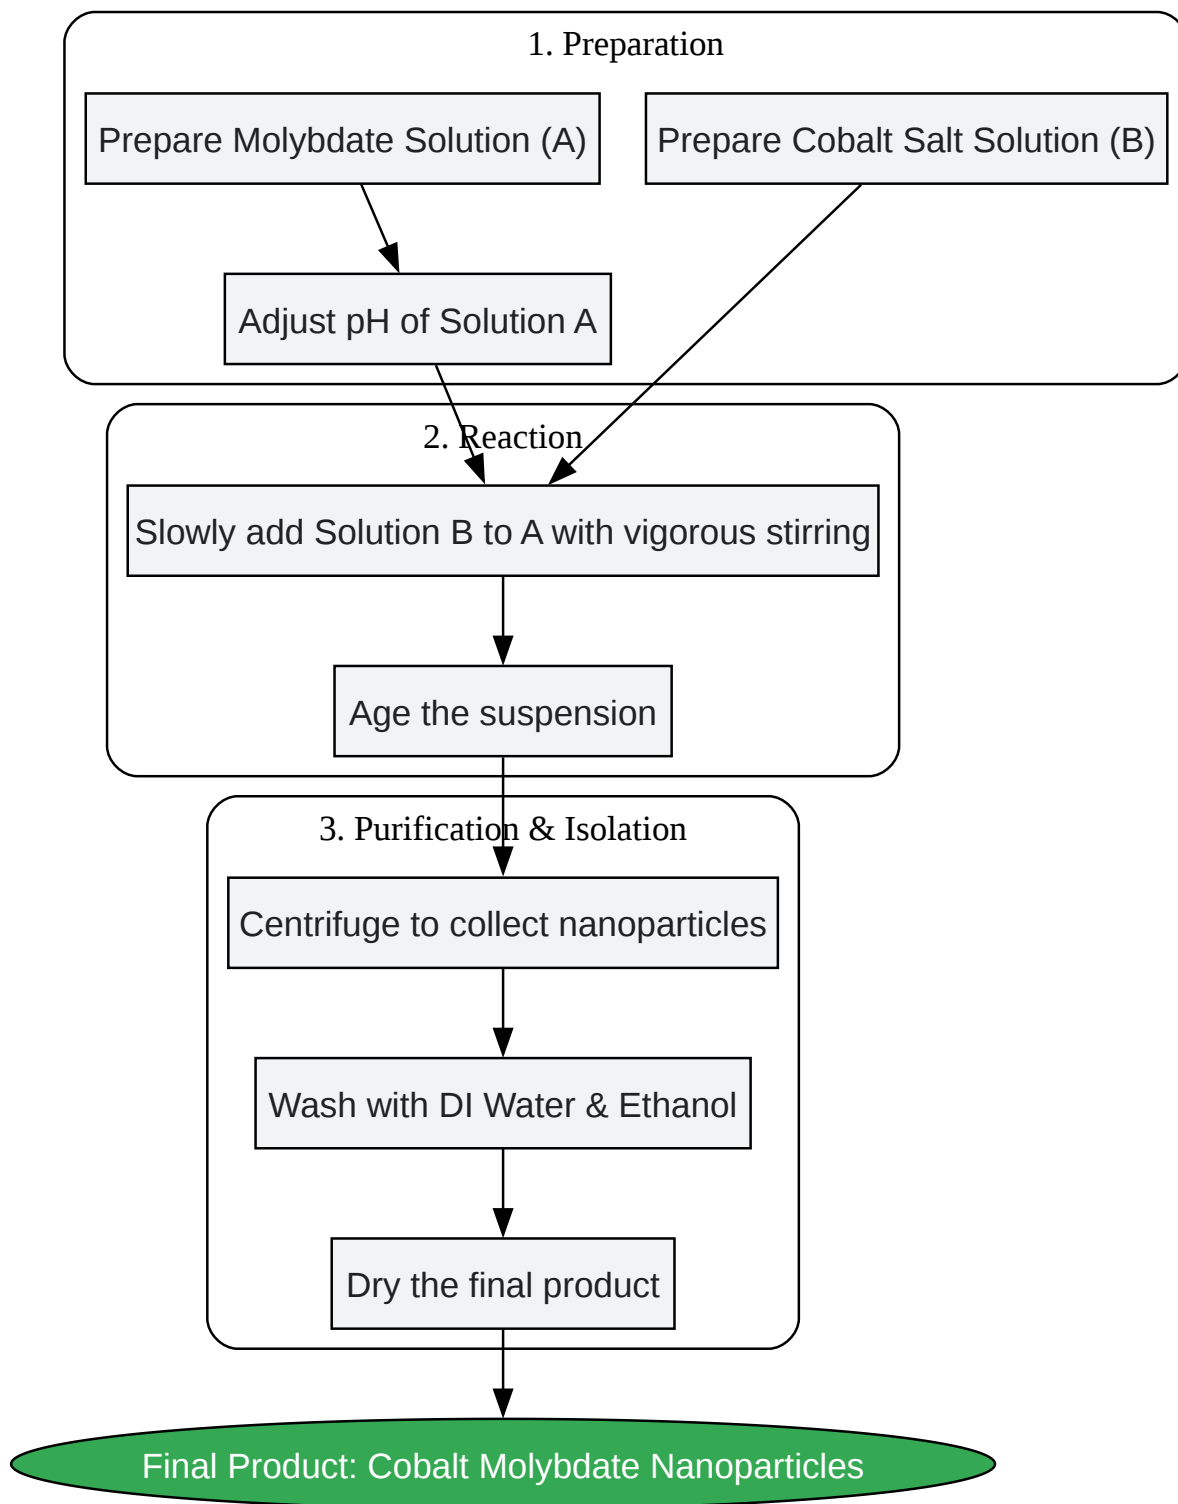 1. Preparation
Prepare Molybdate Solution (A)
Prepare Cobalt Salt Solution (B)
Adjust pH of Solution A
2. Reaction
Slowly add Solution B to A with vigorous stirring
Age the suspension
3. Purification & Isolation
Centrifuge to collect nanoparticles
Wash with DI Water & Ethanol
Dry the final product
Final Product: Cobalt Molybdate Nanoparticles